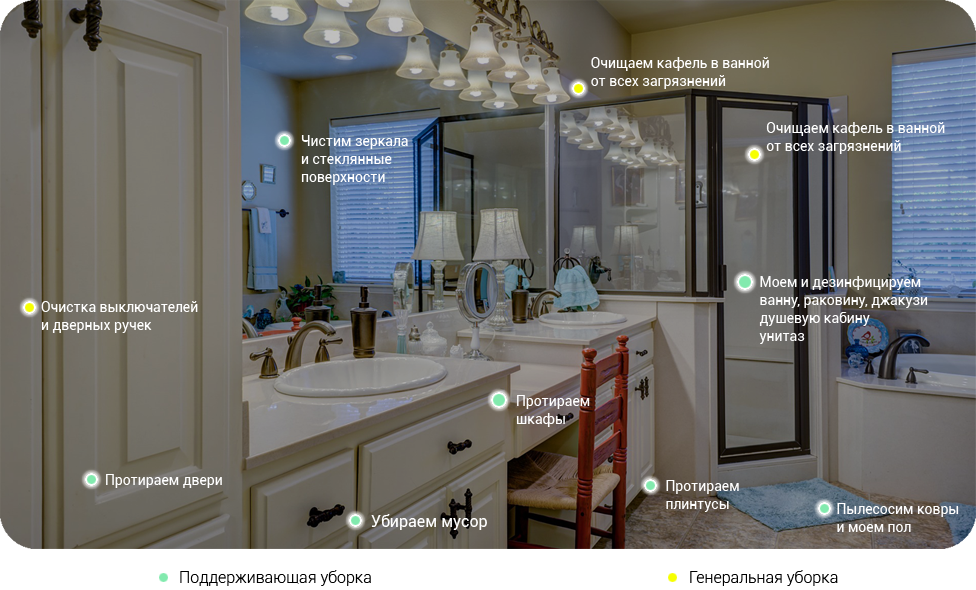 Очищаем кафель в ванной
от всех загрязнений
Очищаем кафель в ванной
от всех загрязнений
Чистим зеркала
и стеклянные
поверхности
Моем и дезинфицируем
ванну, раковину, джакузи
душевую кабину
унитаз
Очистка выключателей
и дверных ручек
Протираем
шкафы
Протираем двери
Протираем
плинтусы
Убираем мусор
Пылесосим ковры
и моем пол
Поддерживающая уборка
Генеральная уборка